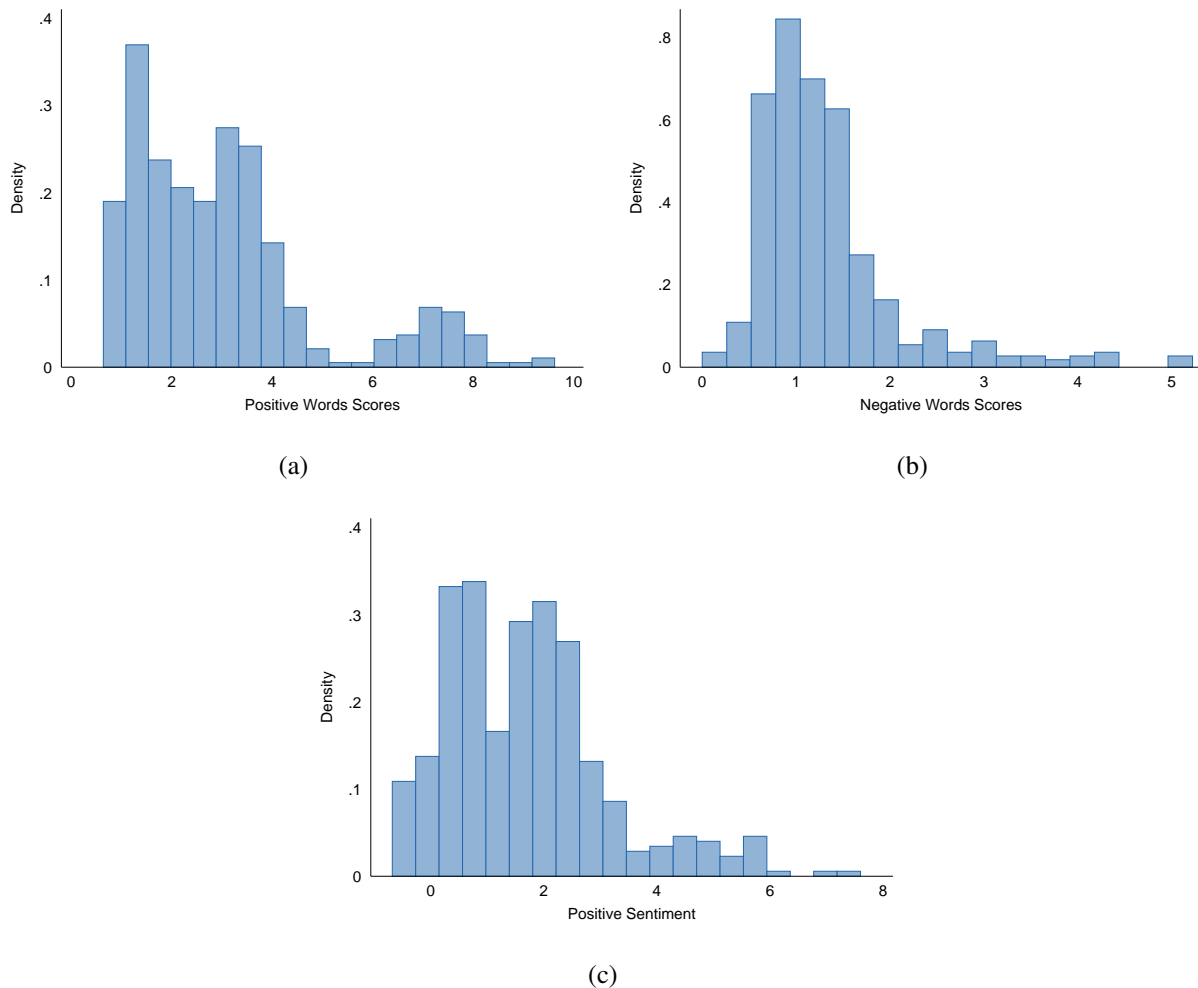 .4
.3
.2
.1
0
Density
0 2 4 6 8 10
Positive Words Scores
(a)
.8
.6
.4
.2
0
Density
0 1 2 3 4 5
Negative Words Scores
(b)
.4
.3
.2
.1
0
Density
0 2 4 6 8
Positive Sentiment
(c)